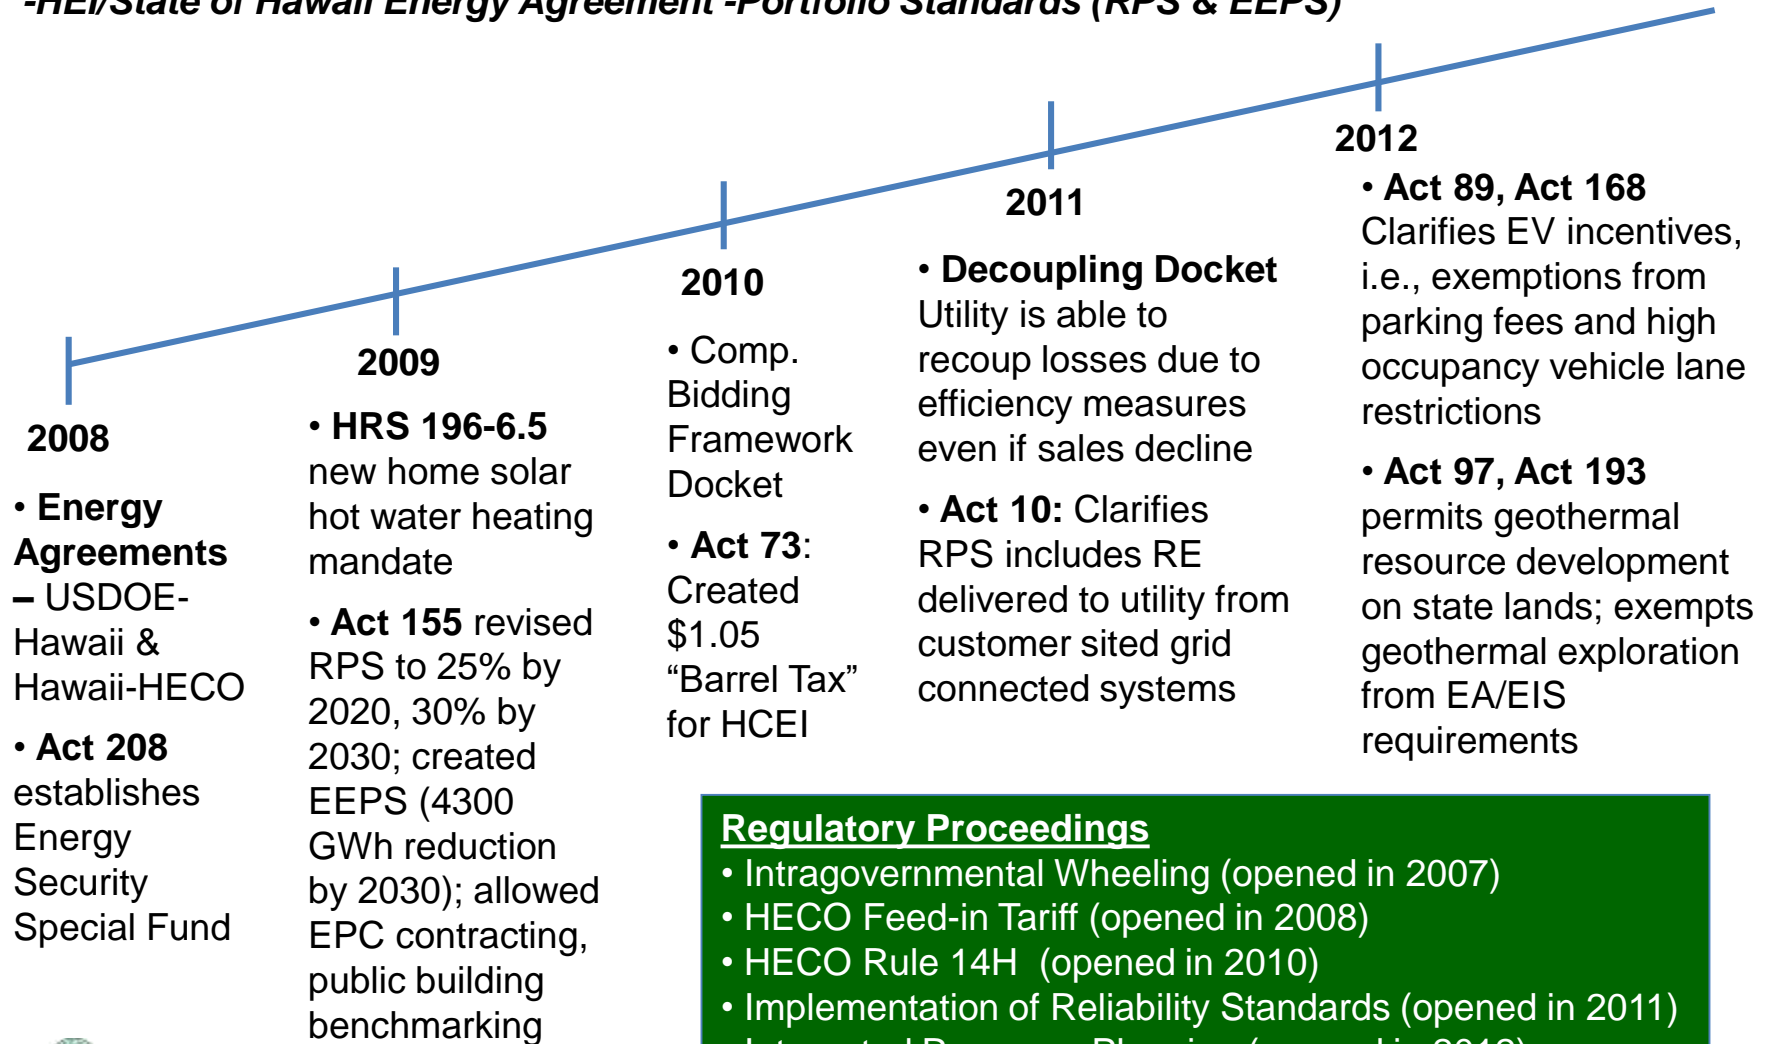 -HEI/State of Hawaii Energy Agreement -Portfolio Standards (RPS & EEPS)
2008
• Energy
Agreements
– USDOE-
Hawaii &
Hawaii-HECO
• Act 208
establishes
Energy
Security
Special Fund
2009
• HRS 196-6.5
new home solar
hot water heating
mandate
• Act 155 revised
RPS to 25% by
2020, 30% by
2030; created
EEPS (4300
GWh reduction
by 2030); allowed
EPC contracting,
public building
benchmarking
2010
• Comp.
Bidding
Framework
Docket
• Act 73:
Created
$1.05
“Barrel Tax”
for HCEI
2011
• Decoupling Docket
Utility is able to
recoup losses due to
efficiency measures
even if sales decline
• Act 10: Clarifies
RPS includes RE
delivered to utility from
customer sited grid
connected systems
2012
• Act 89, Act 168
Clarifies EV incentives,
i.e., exemptions from
parking fees and high
occupancy vehicle lane
restrictions
• Act 97, Act 193
permits geothermal
resource development
on state lands; exempts
geothermal exploration
from EA/EIS
requirements
Regulatory Proceedings
• Intragovernmental Wheeling (opened in 2007)
• HECO Feed-in Tariff (opened in 2008)
• HECO Rule 14H  (opened in 2010)
• Implementation of Reliability Standards (opened in 2011)
• Integrated Resource Planning (opened in 2012)